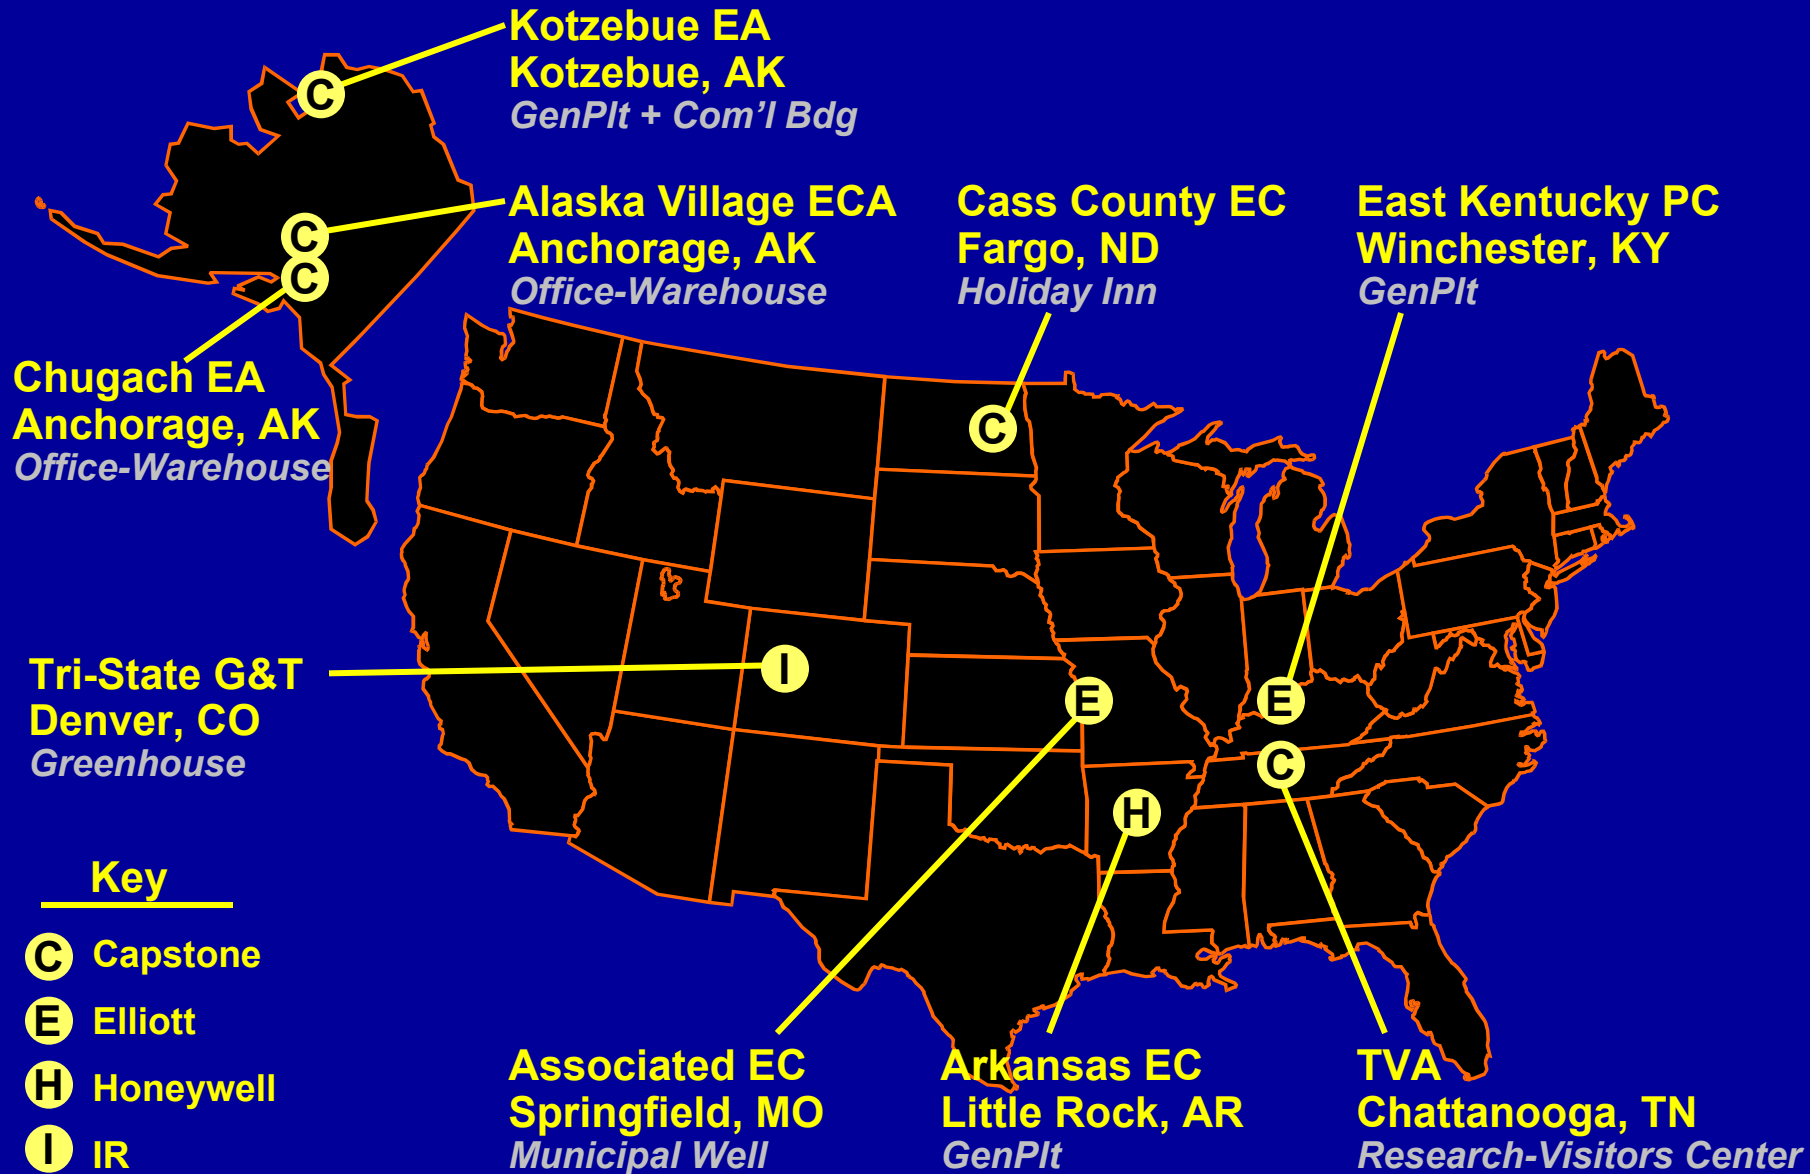 Kotzebue EA
Kotzebue, AK
GenPlt + Com'l Bdg
C
Alaska Village ECA
Anchorage, AK
Office-Warehouse
C
Cass County EC
Fargo, ND
Holiday Inn
C
East Kentucky PC
Winchester, KY
GenPlt
E
Chugach EA
Anchorage, AK
Office-Warehouse
C
Tri-State G&T
Denver, CO
Greenhouse
I
E
C
H
Key
C Capstone
E Elliott
H Honeywell
I IR
Associated EC
Springfield, MO
Municipal Well
Arkansas EC
Little Rock, AR
GenPlt
TVA
Chattanooga, TN
Research-Visitors Center